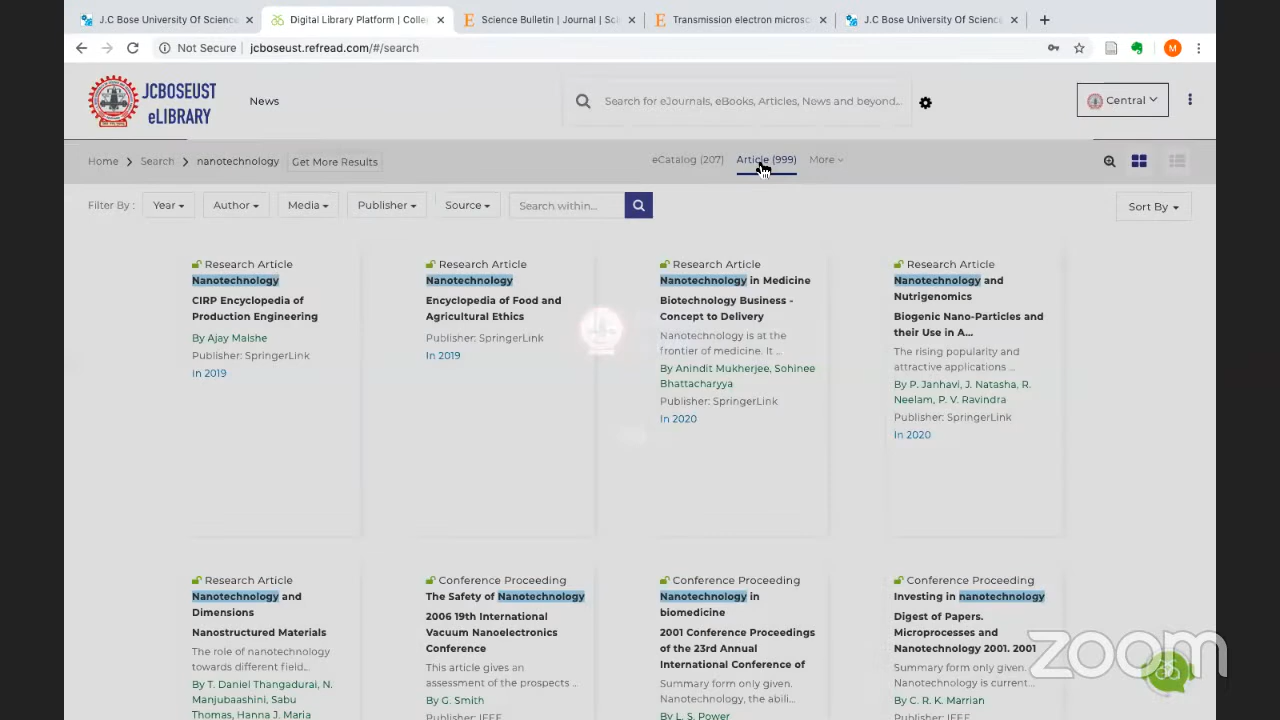 J.C Bose University Of Science
Digital Library Platform | Colle
Science Bulletin | Journal | Sci
Transmission electron microsc
J.C Bose University Of Science
Not Secure
jcboseust.refread.com/#/search
M
JCBOSEUST
eLIBRARY
News
Search for eJournals, eBooks, Articles, News and beyond...
Central
Home
Search
nanotechnology
Get More Results
eCatalog (207)
Article (999)
More
Filter By :
Year
Author
Media
Publisher
Source
Search within...
Sort By
Research Article
Nanotechnology
CIRP Encyclopedia of
Production Engineering
By Ajay Malshe
Publisher: SpringerLink
In 2019
Research Article
Nanotechnology
Encyclopedia of Food and
Agricultural Ethics
Publisher: SpringerLink
In 2019
Research Article
Nanotechnology in Medicine
Biotechnology Business -
Concept to Delivery
Nanotechnology is at the
frontier of medicine. It ..
By Anindit Mukherjee, Sohinee
Bhattacharyya
Publisher: SpringerLink
In 2020
Research Article
Nanotechnology and
Nutrigenomics
Biogenic Nano-Particles and
their Use in A...
The rising popularity and
attractive applications ..
By P. Janhavi, J. Natasha, R.
Neelam, P. V. Ravindra
Publisher: SpringerLink
In 2020
Research Article
Nanotechnology and
Dimensions
Nanostructured Materials
The role of nanotechnology
towards different field...
By T. Daniel Thangadurai, N.
Manjubaashini, Sabu
Thomas, Hanna J. Maria
Conference Proceeding
The Safety of Nanotechnology
2006 19th International
Vacuum Nanoelectronics
Conference
This article gives an
assessment of the prospects ..
By G. Smith
Publisher: IEEE
Conference Proceeding
Nanotechnology in
biomedicine
2001 Conference Proceedings
of the 23rd Annual
International Conference of
Summary form only given.
Nanotechnology, the abili...
By L. S. Power
Conference Proceeding
Investing in nanotechnology
Digest of Papers.
Microprocesses and
Nanotechnology 2001. 2001
Summary form only given.
Nanotechnology is current...
By C. R. K. Marrian
Publisher: IEEE
zoom